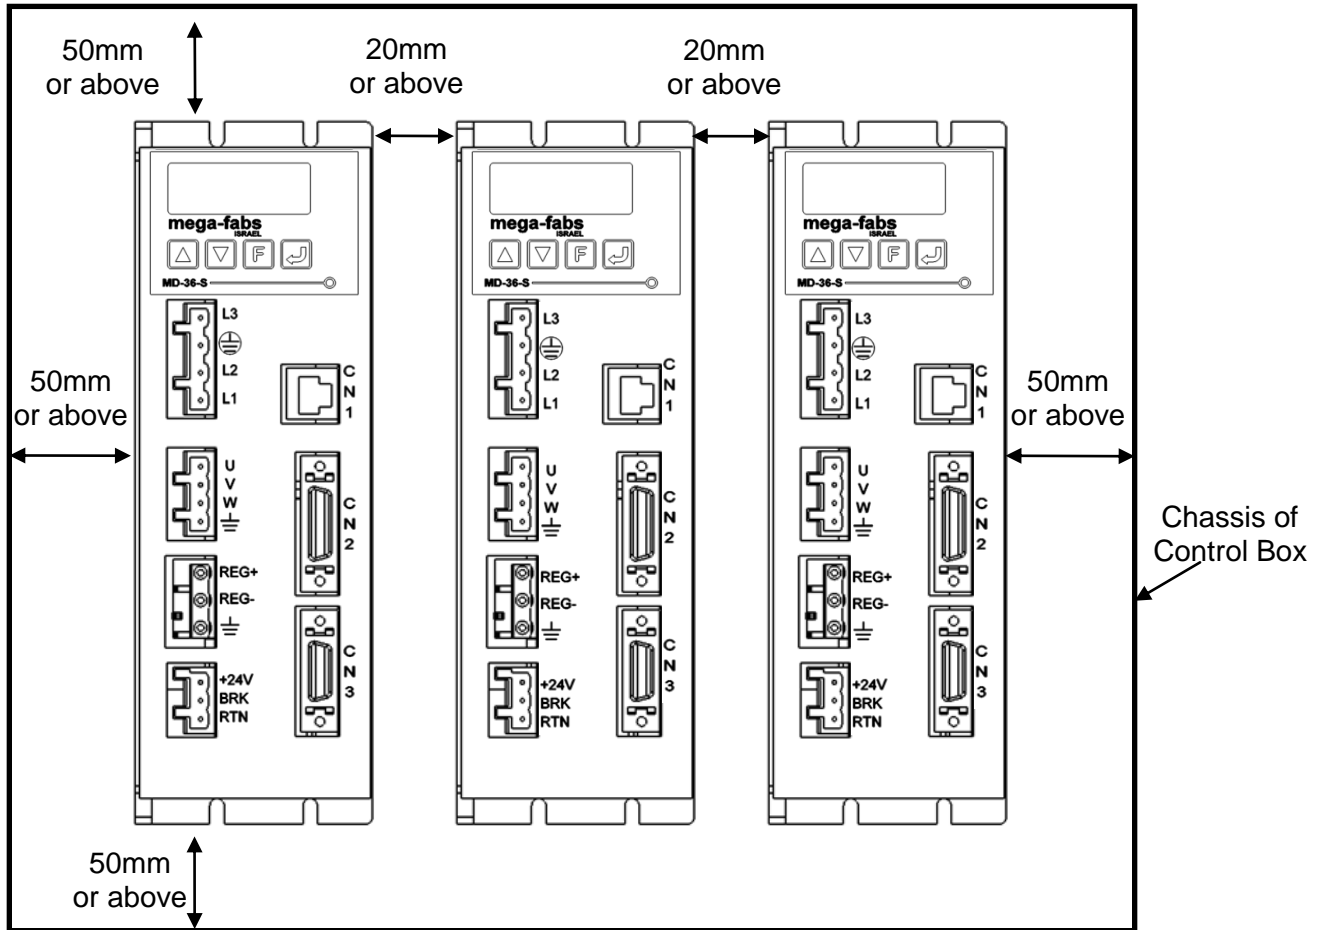 50mm
or above
20mm
or above
20mm
or above
mega-fabs
ISRAEL
F
MD-36-S
L3
L2
L1
C
N
1
U
V
W
C
N
2
REG+
REG-
C
N
3
+24V
BRK
RTN
mega-fabs
ISRAEL
F
MD-36-S
L3
L2
L1
C
N
1
U
V
W
C
N
2
REG+
REG-
C
N
3
+24V
BRK
RTN
mega-fabs
ISRAEL
F
MD-36-S
L3
L2
L1
C
N
1
U
V
W
C
N
2
REG+
REG-
C
N
3
+24V
BRK
RTN
50mm
or above
50mm
or above
Chassis of
Control Box
50mm
or above